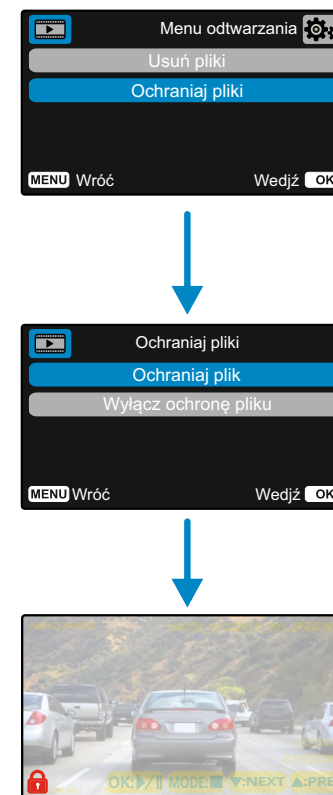 Menu odtwarzania
Usuń pliki
Ochraniaj pliki
MENU Wróć Wedjź OK
Ochraniaj pliki
Ochraniaj plik
Wyłącz ochronę pliku
MENU Wróć Wedjź OK
OK: / MODE: :NEXT :PRE